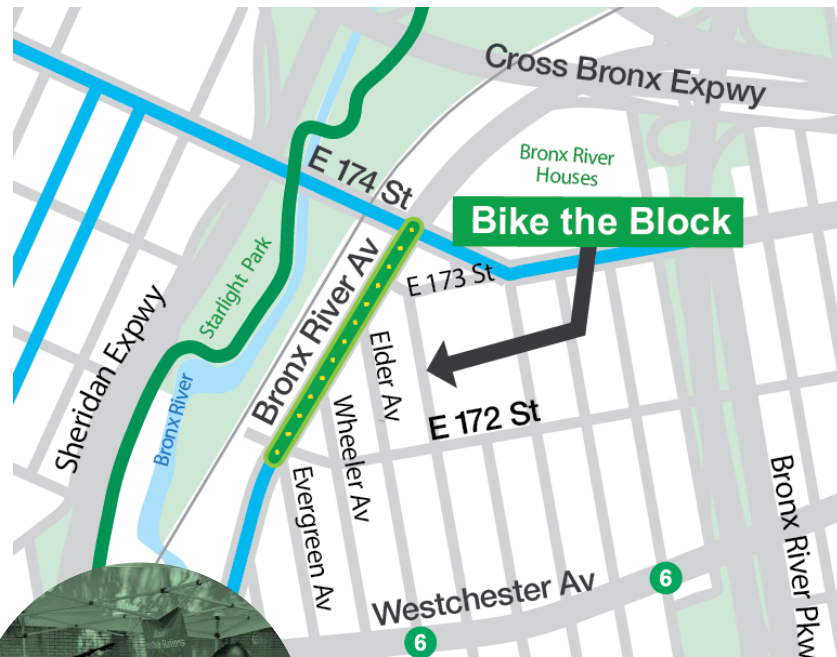 Cross Bronx Expwy
Bronx River
Houses
E 174 St
Bike the Block
Starlight Park
Bronx River Av
E 173 St
Sheridan Expwy
Elder Av
Bronx River
E 172 St
Wheeler Av
Evergreen Av
Bronx River Pkw
Westchester Av
6
6